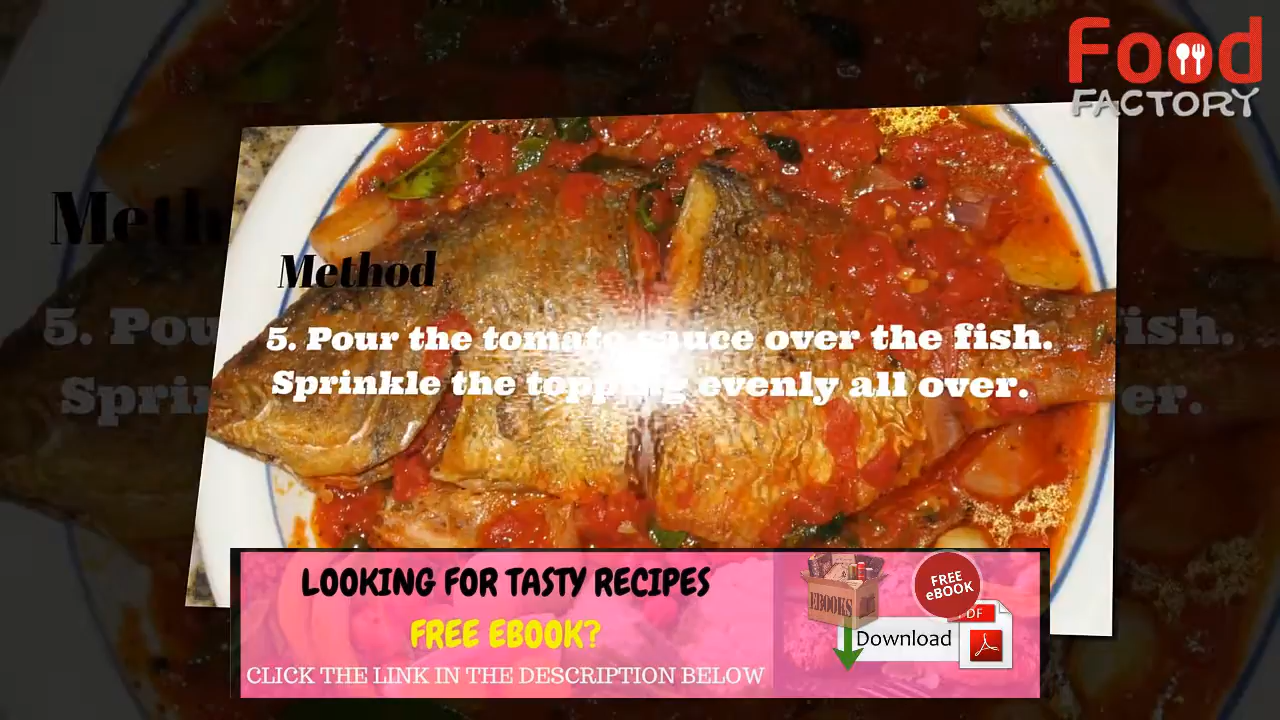 Food
FACTORY
Method
5. Pour the tomato sauce over the fish.
Sprinkle the topping evenly all over.
LOOKING FOR TASTY RECIPES
FREE EBOOK?
CLICK THE LINK IN THE DESCRIPTION BELOW
EBOOKS
FREE
eBOOK
PDF
Download